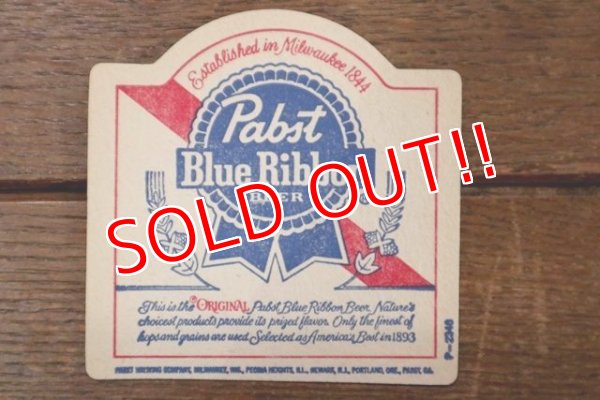 Established in Milwaukee 1844
Pabst
Blue Ribbon
BEER
SOLD OUT!!
This is the ORIGINAL Pabst Blue Ribbon Beer. Nature's
choicest products provide its prized flavor. Only the finest of
hops and grains are used. Selected as America's Best in 1893
PABST BREWING COMPANY, MILWAUKEE, WIS., PEORIA HEIGHTS, ILL., NEWARK, N.J., PORTLAND, ORE., PABST, GA.
P-2346